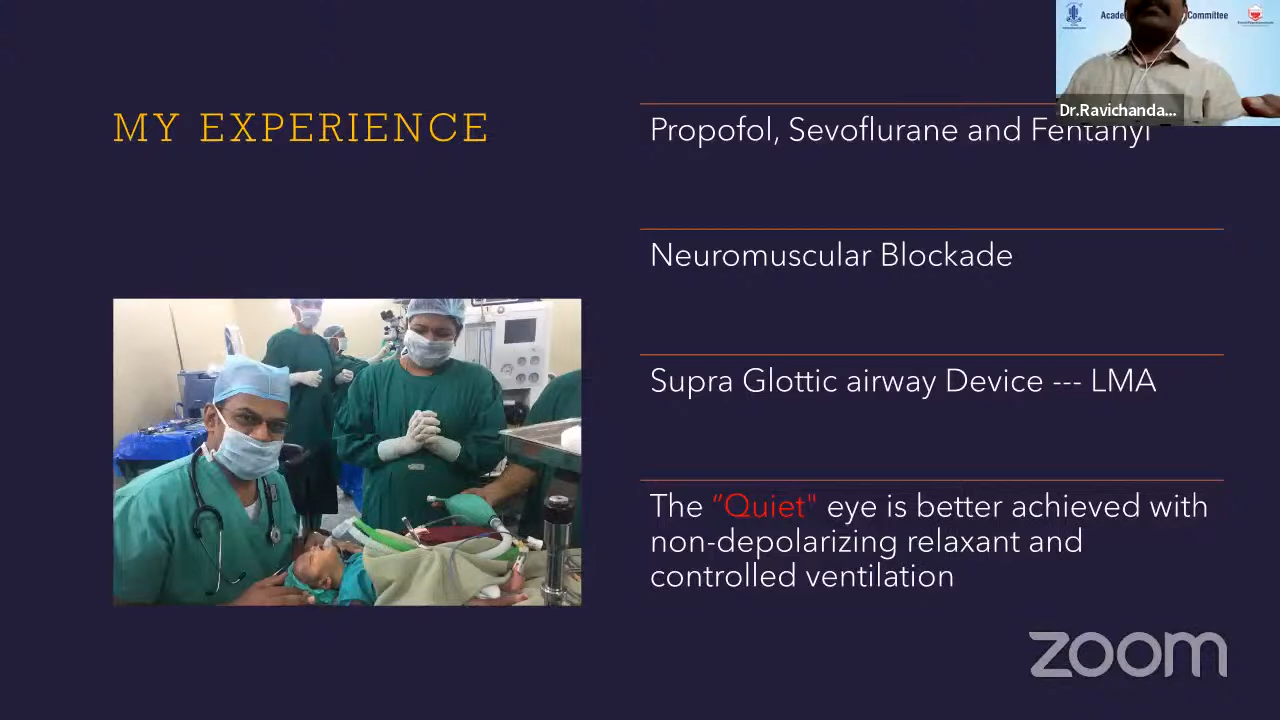 Acade
Committee
Dr.Ravichanda...
MY EXPERIENCE
Propofol, Sevoflurane and Fentanyl
Neuromuscular Blockade
Supra Glottic airway Device --- LMA
The ”Quiet" eye is better achieved with
non-depolarizing relaxant and
controlled ventilation
zoom